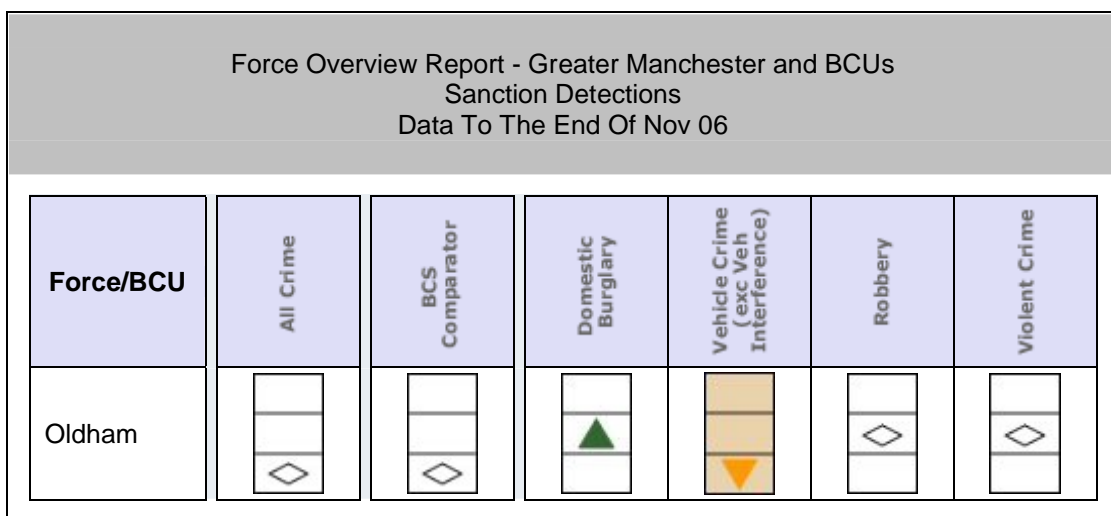 Force Overview Report - Greater Manchester and BCUs
Sanction Detections
Data To The End Of Nov 06
Force/BCU
All Crime
BCS
Comparator
Domestic
Burglary
Vehicle Crime
(exc Veh
Interference)
Robbery
Violent Crime
Oldham